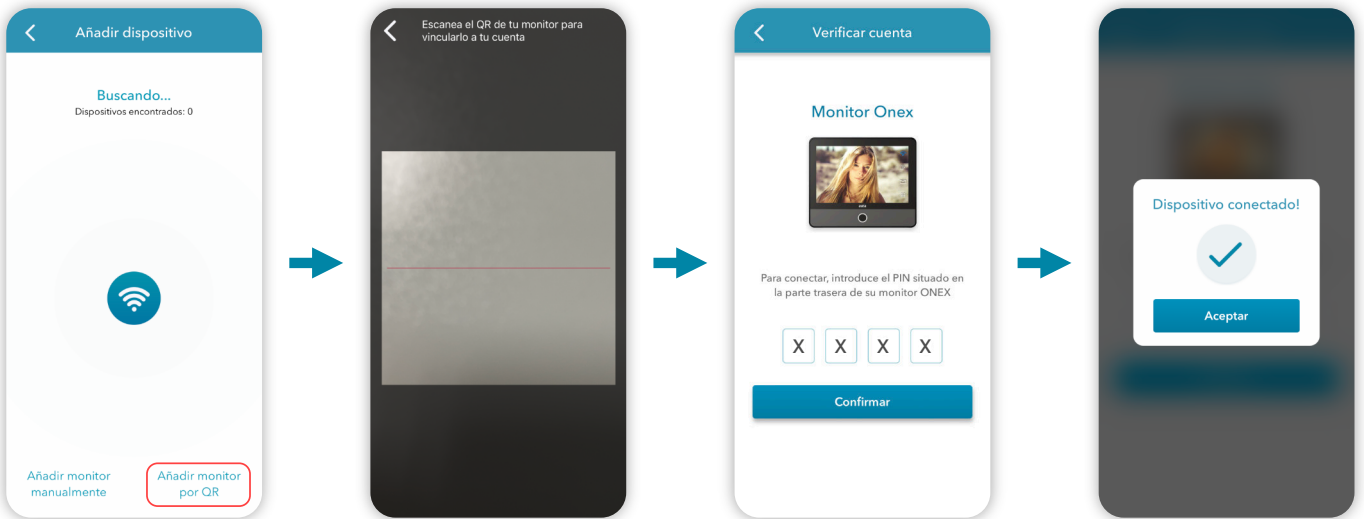 Añadir dispositivo
Buscando...
Dispositivos encontrados: 0
Añadir monitor
manualmente
Añadir monitor
por QR
Escanea el QR de tu monitor para
vincularlo a tu cuenta
Verificar cuenta
Monitor Onex
Para conectar, introduce el PIN situado en
la parte trasera de su monitor ONEX
X X X X
Confirmar
Dispositivo conectado!
Aceptar